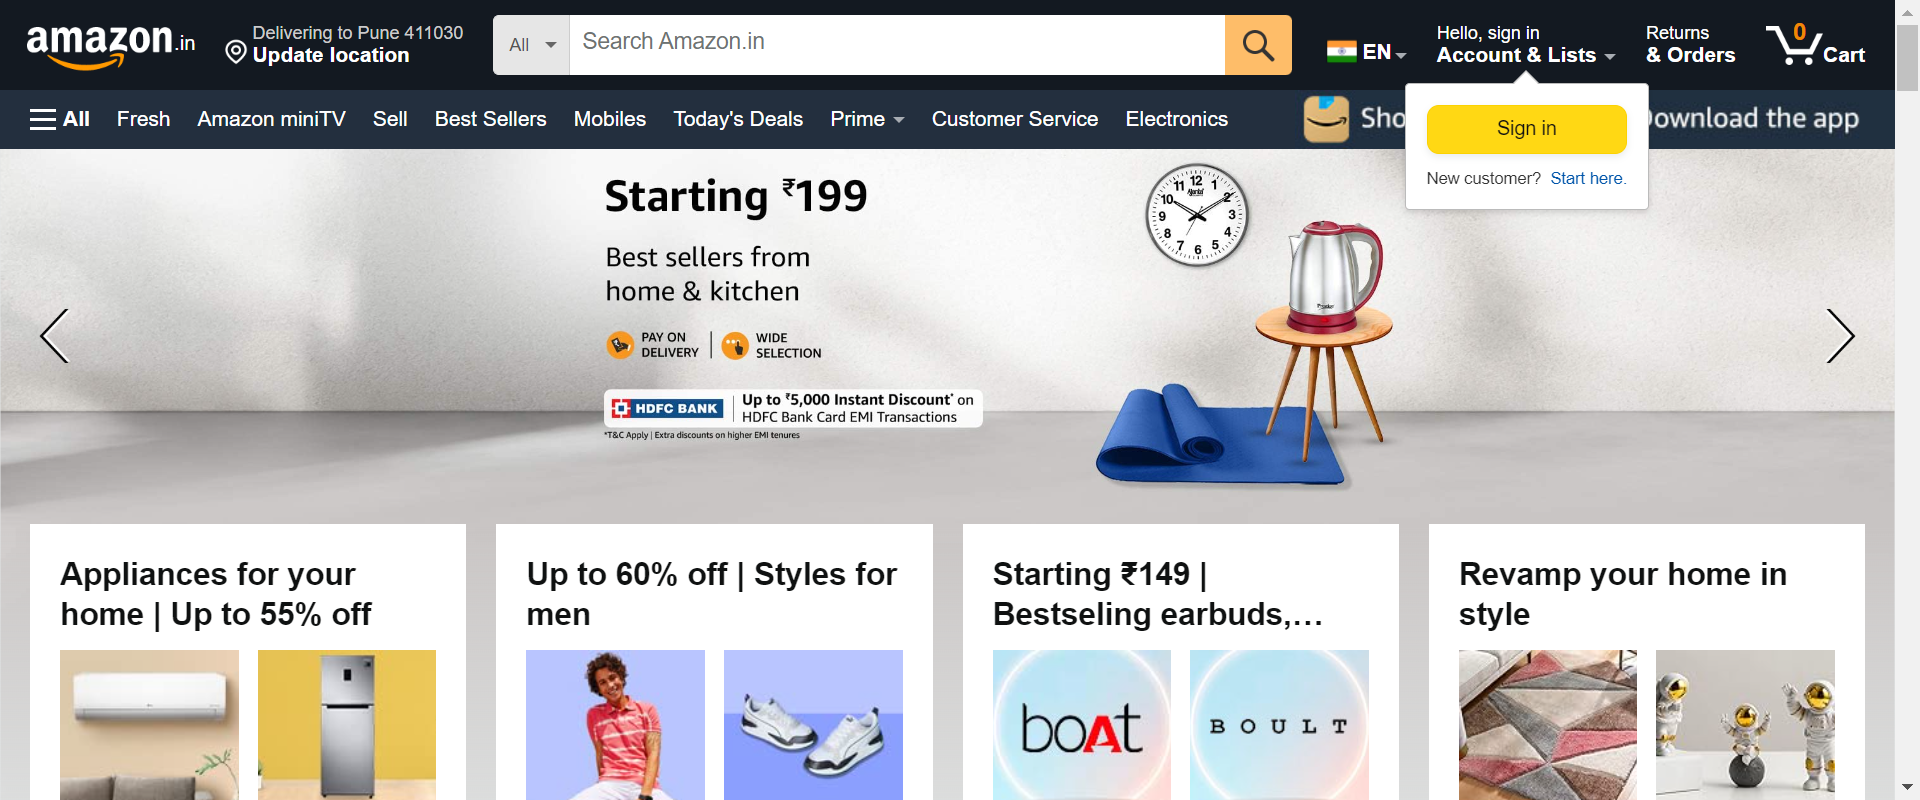 amazon.in
Delivering to Pune 411030
Update location
All
Search Amazon.in
EN
Hello, sign in
Account & Lists
Returns
& Orders
0
Cart
All
Fresh
Amazon miniTV
Sell
Best Sellers
Mobiles
Today's Deals
Prime
Customer Service
Electronics
Sho
ownload the app
Sign in
New customer? Start here.
Starting ₹199
Best sellers from
home & kitchen
PAY ON
DELIVERY
WIDE
SELECTION
HDFC BANK
Up to ₹5,000 Instant Discount* on
HDFC Bank Card EMI Transactions
*T&C Apply | Extra discounts on higher EMI tenures
12
1
2
3
4
5
6
7
8
9
10
11
Appliances for your
home | Up to 55% off
Up to 60% off | Styles for
men
Starting ₹149 |
Bestseling earbuds,…
Revamp your home in
style
boAt
BOULT